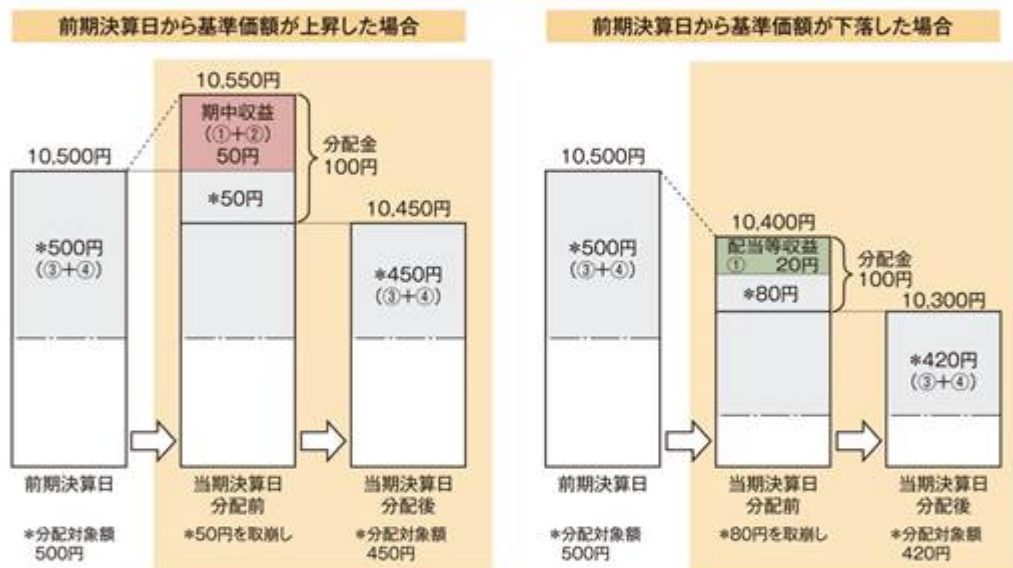 前期決算日から基準価額が上昇した場合
10,550円
期中収益
(①+②)
50円
分配金
100円
10,500円
*50円
10,450円
*500円
(③+④)
*450円
(③+④)
前期決算日
当期決算日
分配前
当期決算日
分配後
*分配対象額
500円
*50円を取崩し
*分配対象額
450円
前期決算日から基準価額が下落した場合
10,500円
10,400円
配当等収益
① 20円
分配金
100円
*80円
10,300円
*500円
(③+④)
*420円
(③+④)
前期決算日
当期決算日
分配前
当期決算日
分配後
*分配対象額
500円
*80円を取崩し
*分配対象額
420円